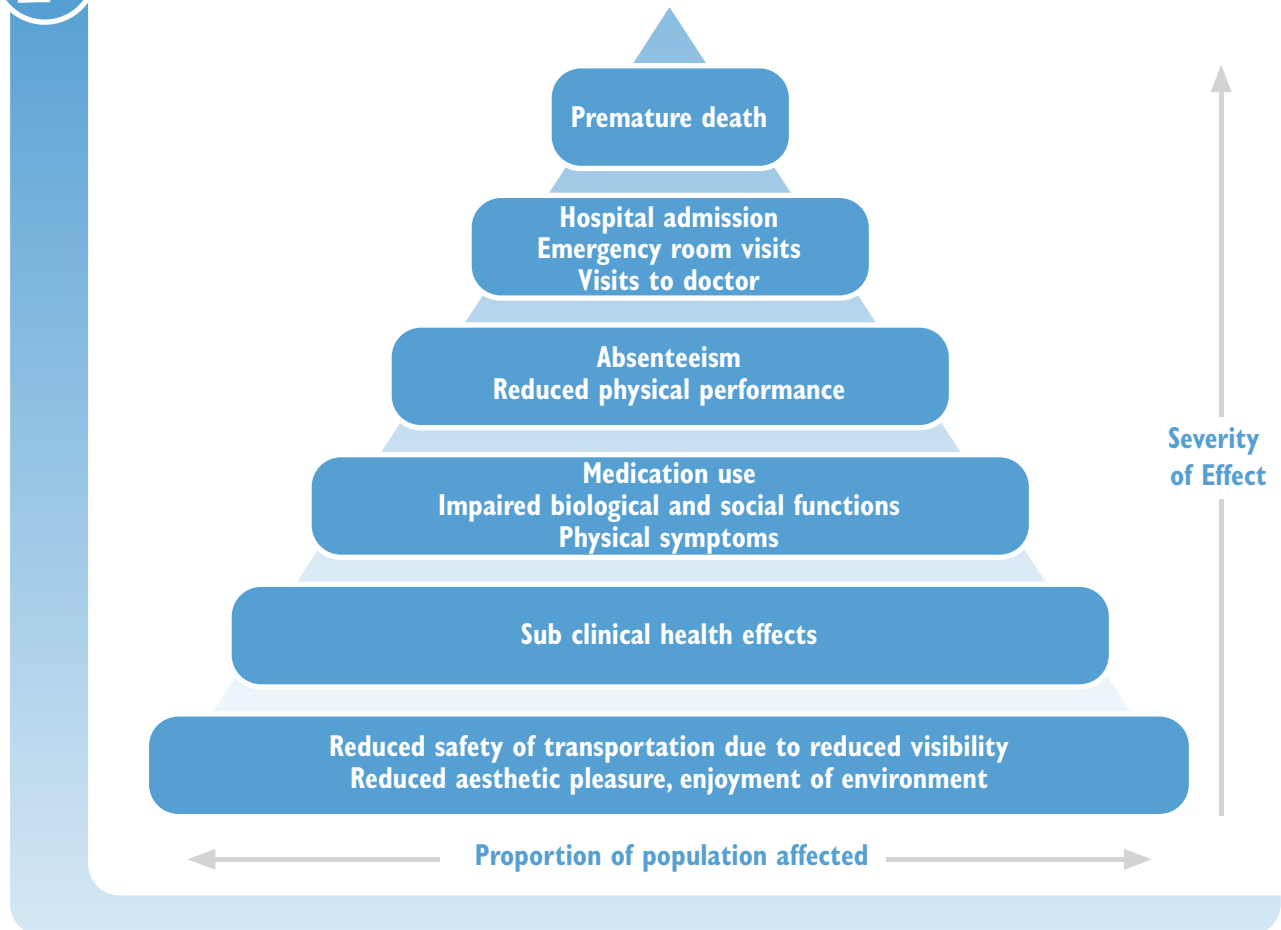 Premature death
Hospital admission
Emergency room visits
Visits to doctor
Absenteeism
Reduced physical performance
Medication use
Impaired biological and social functions
Physical symptoms
Sub clinical health effects
Reduced safety of transportation due to reduced visibility
Reduced aesthetic pleasure, enjoyment of environment
Severity
of Effect
Proportion of population affected